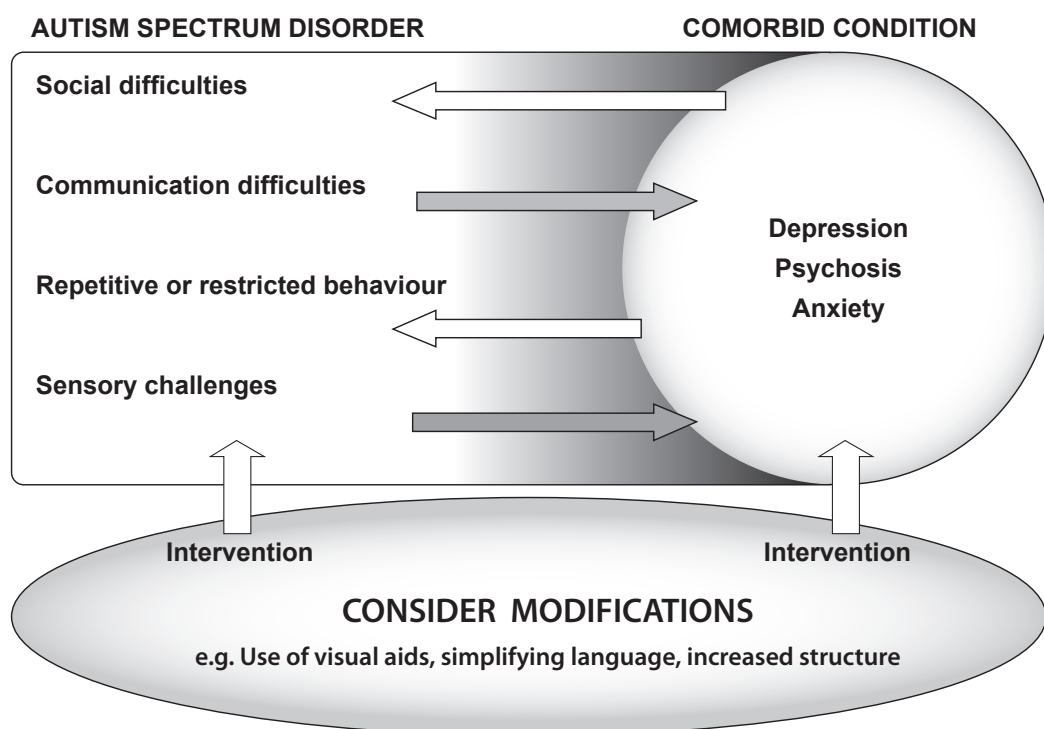 AUTISM SPECTRUM DISORDER
COMORBID CONDITION
Social difficulties
Communication difficulties
Repetitive or restricted behaviour
Sensory challenges
Depression
Psychosis
Anxiety
Intervention
Intervention
CONSIDER MODIFICATIONS
e.g. Use of visual aids, simplifying language, increased structure